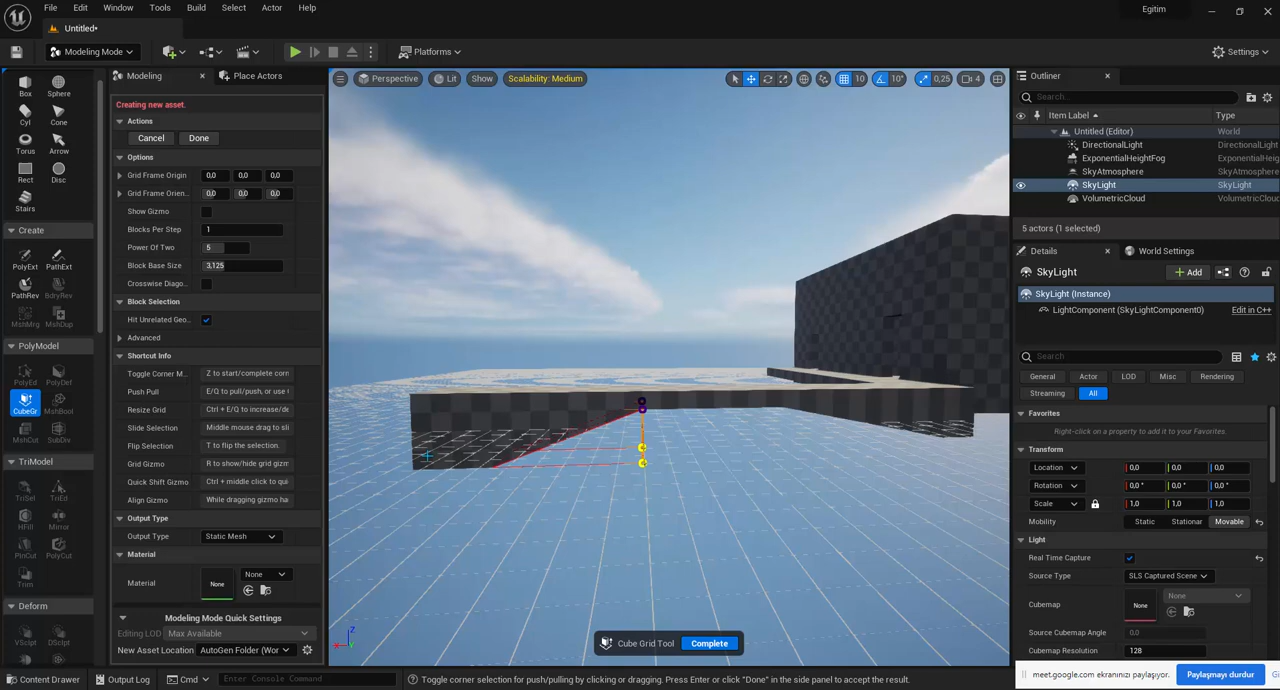 File Edit Window Tools Build Select Actor Help
Egitim
Untitled*
Modeling Mode
Platforms
Settings
Modeling
Place Actors
Perspective
Lit
Show
Scalability: Medium
10
10°
0,25
4
Outliner
Search...
Item Label
Type
Untitled (Editor) World
DirectionalLight DirectionalLight
ExponentialHeightFog ExponentialHei
SkyAtmosphere SkyAtmospher
SkyLight SkyLight
VolumetricCloud VolumetricClou
5 actors (1 selected)
Box Sphere
Cyl Cone
Torus Arrow
Rect Disc
Stairs
Create
PolyExt PathExt
PathRev BdryRev
MshMrg MshDup
PolyModel
PolyEd PolyDef
CubeGr MshBool
MshCut SubDiv
TriModel
TriSel TriEd
HFill Mirror
PlnCut PolyCut
Trim
Deform
VSclpt DSclpt
Creating new asset.
Actions
Cancel Done
Options
Grid Frame Origin 0,0 0,0 0,0
Grid Frame Orien 0,0 0,0 0,0
Show Gizmo
Blocks Per Step 1
Power Of Two 5
Block Base Size 3,125
Crosswise Diago
Block Selection
Hit Unrelated Geo
Advanced
Shortcut Info
Toggle Corner M Z to start/complete corn
Push Pull E/Q to pull/push, or use
Resize Grid Ctrl + E/Q to increase/de
Slide Selection Middle mouse drag to sli
Flip Selection T to flip the selection.
Grid Gizmo R to show/hide grid gizm
Quick Shift Gizmo Ctrl + middle click to qui
Align Gizmo While dragging gizmo ha
Output Type
Output Type Static Mesh
Material
Material None None
Modeling Mode Quick Settings
Editing LOD Max Available
New Asset Location AutoGen Folder (Wor
Z
X
Cube Grid Tool Complete
Details
World Settings
SkyLight
Add
SkyLight (Instance)
LightComponent (SkyLightComponent0) Edit in C++
Search
General Actor LOD Misc Rendering
Streaming All
Favorites
Right-click on a property to add it to your Favorites.
Transform
Location 0,0 0,0 0,0
Rotation 0,0 ° 0,0 ° 0,0 °
Scale 1,0 1,0 1,0
Mobility Static Stationar Movable
Light
Real Time Capture
Source Type SLS Captured Scene
Cubemap None None
Source Cubemap Angle 0.0
Cubemap Resolution 128
Content Drawer Output Log Cmd Enter Console Command
Toggle corner selection for push/pulling by clicking or dragging. Press Enter or click "Done" in the side panel to accept the result.
meet.google.com ekranınızı paylaşıyor. Paylaşmayı durdur